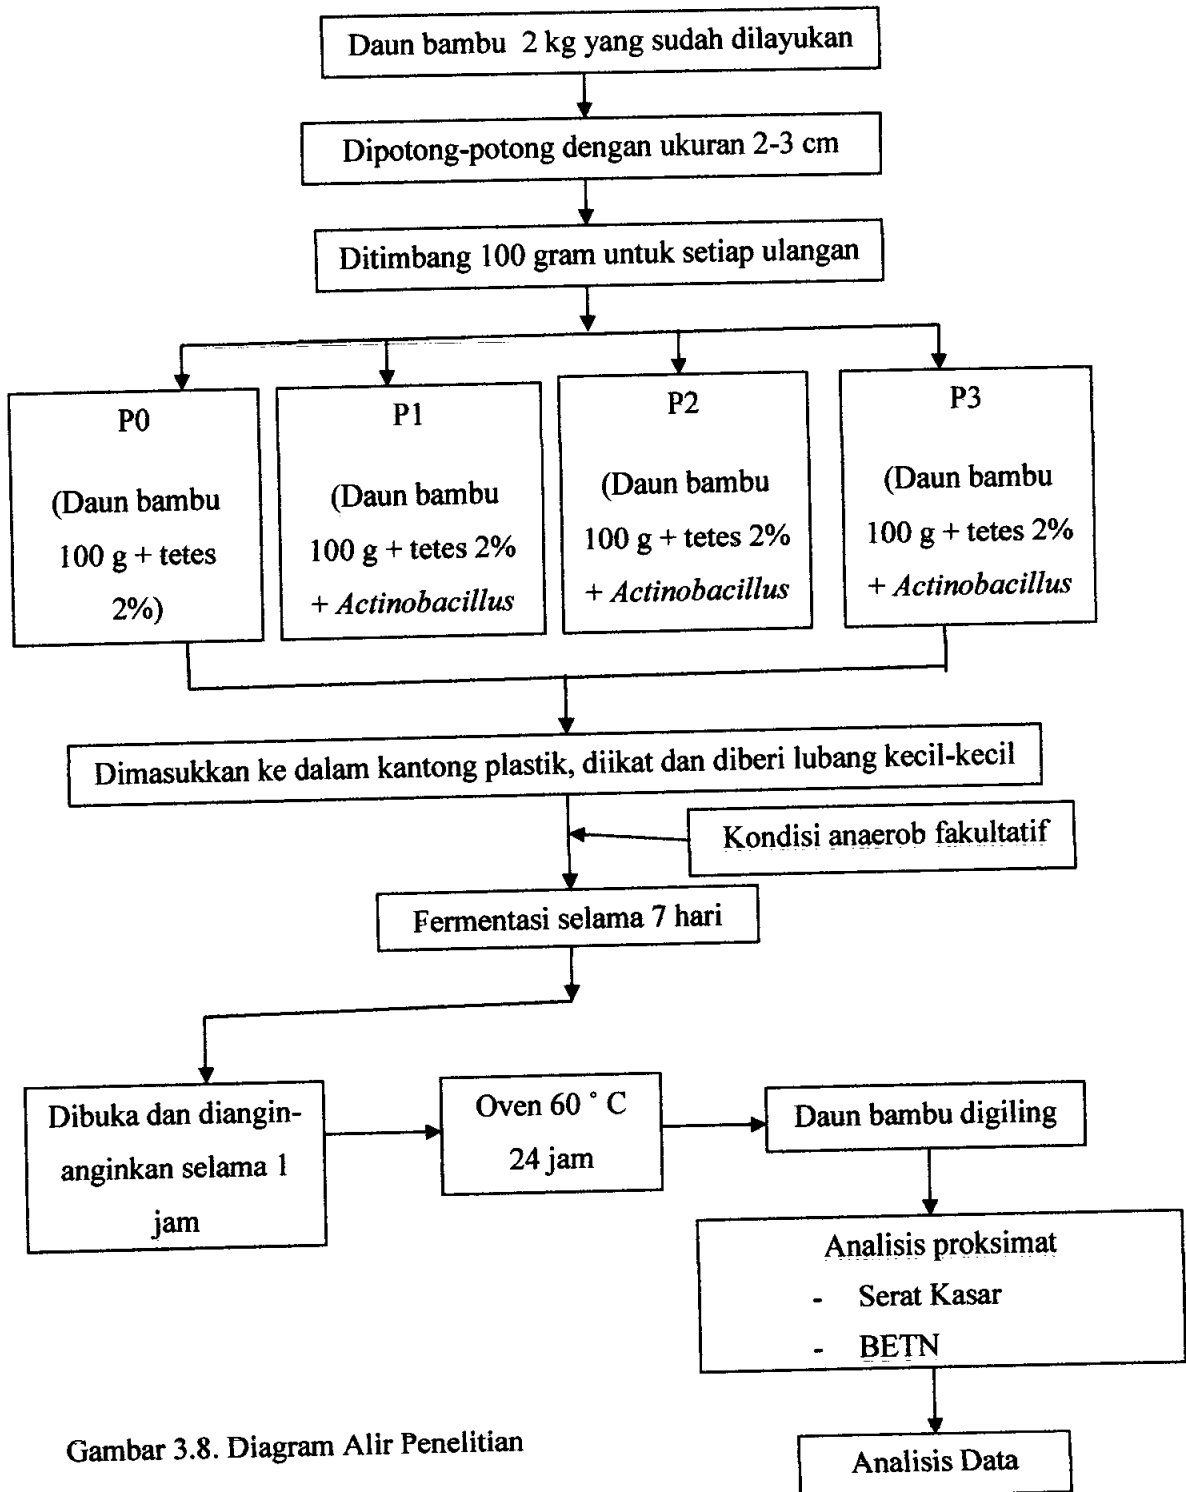 Daun bambu 2 kg yang sudah dilayukan
Dipotong-potong dengan ukuran 2-3 cm
Ditimbang 100 gram untuk setiap ulangan
P0
(Daun bambu
100 g + tetes
2%)
P1
(Daun bambu
100 g + tetes 2%
+ Actinobacillus
P2
(Daun bambu
100 g + tetes 2%
+ Actinobacillus
P3
(Daun bambu
100 g + tetes 2%
+ Actinobacillus
Dimasukkan ke dalam kantong plastik, diikat dan diberi lubang kecil-kecil
Kondisi anaerob fakultatif
Fermentasi selama 7 hari
Dibuka dan diangin-
anginkan selama 1
jam
Oven 60 ˚ C
24 jam
Daun bambu digiling
Analisis proksimat
- Serat Kasar
- BETN
Analisis Data
Gambar 3.8. Diagram Alir Penelitian